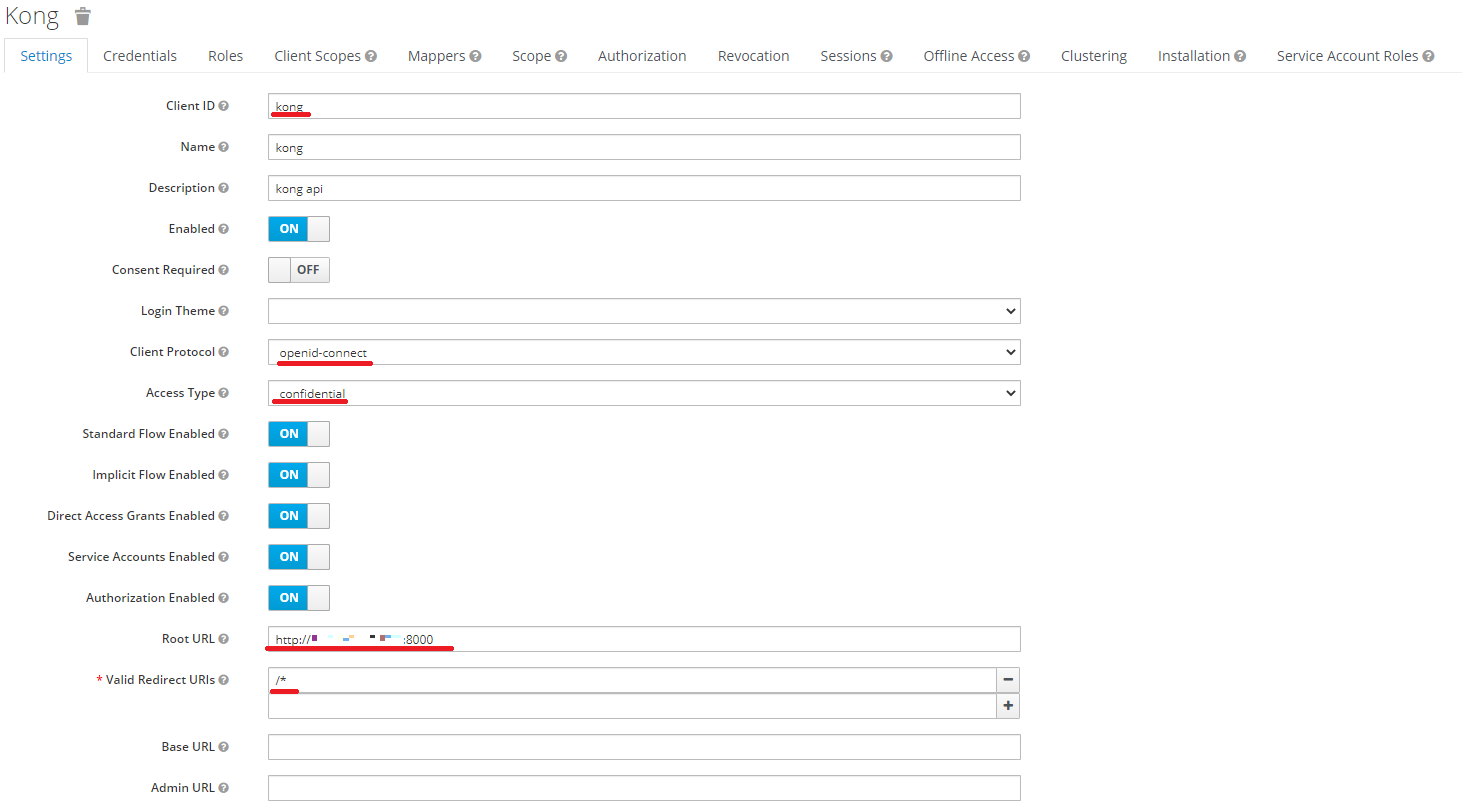 Kong
Settings Credentials Roles Client Scopes Mappers Scope Authorization Revocation Sessions Offline Access Clustering Installation Service Account Roles
Client ID kong
Name kong
Description kong api
Enabled ON
Consent Required OFF
Login Theme
Client Protocol openid-connect
Access Type confidential
Standard Flow Enabled ON
Implicit Flow Enabled ON
Direct Access Grants Enabled ON
Service Accounts Enabled ON
Authorization Enabled ON
Root URL http:// :8000
* Valid Redirect URIs /*
Base URL
Admin URL